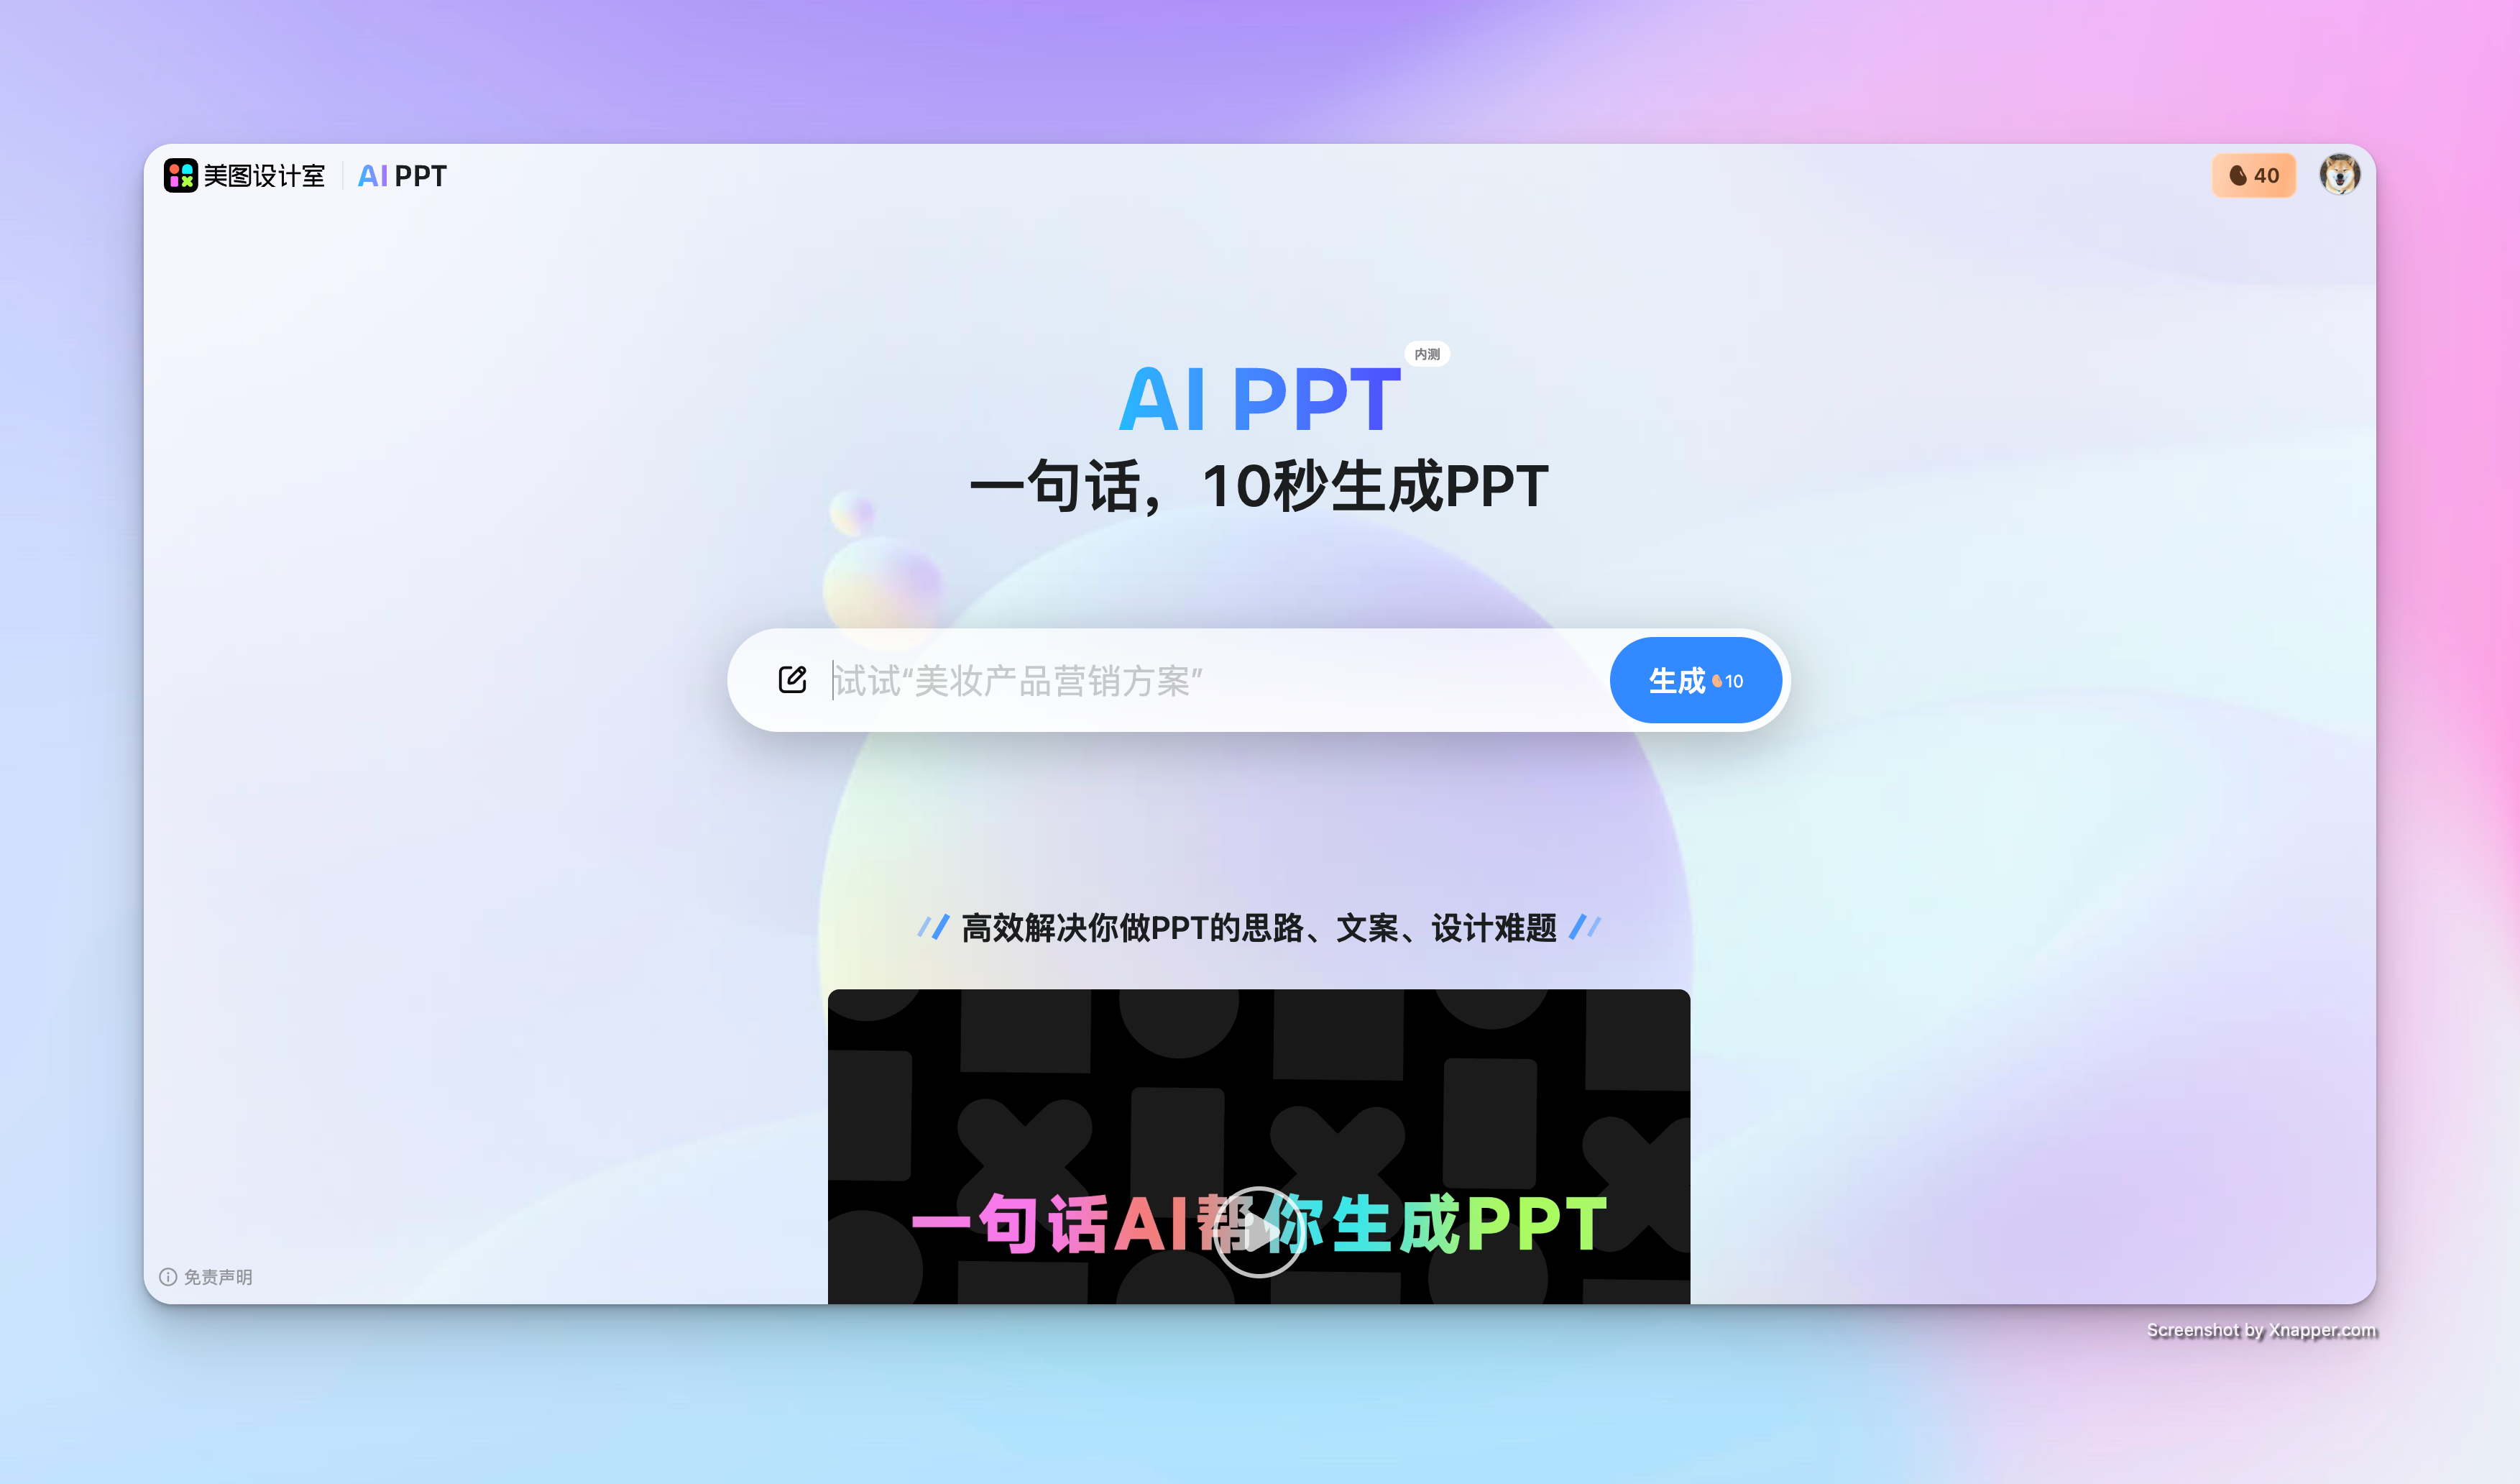 美图设计室 AI PPT
40
内测
AI PPT
一句话，10秒生成PPT
试试“美妆产品营销方案”
生成 10
高效解决你做PPT的思路、文案、设计难题
一句话AI帮你生成PPT
免责声明
Screenshot by Xnapper.com